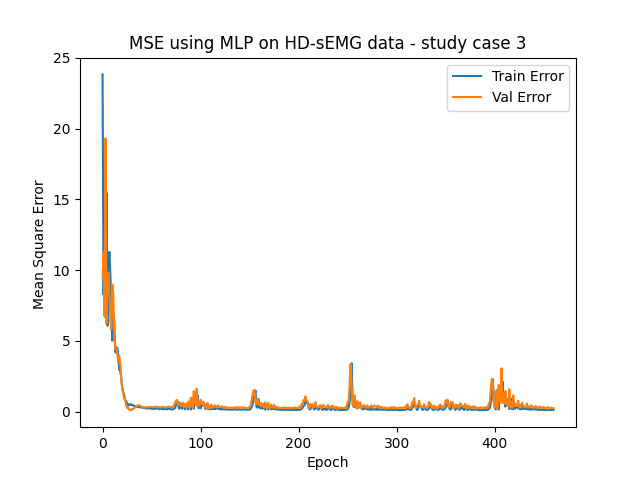 MSE using MLP on HD-sEMG data - study case 3
25
20
15
10
5
0
Mean Square Error
Train Error
Val Error
0 100 200 300 400
Epoch